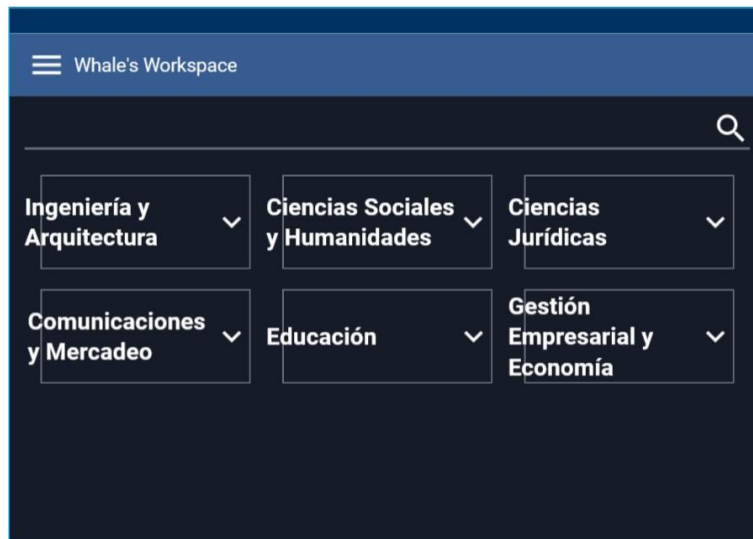 Whale's Workspace
Ingeniería y
Arquitectura
Ciencias Sociales
y Humanidades
Ciencias
Jurídicas
Comunicaciones
y Mercadeo
Educación
Gestión
Empresarial y
Economía